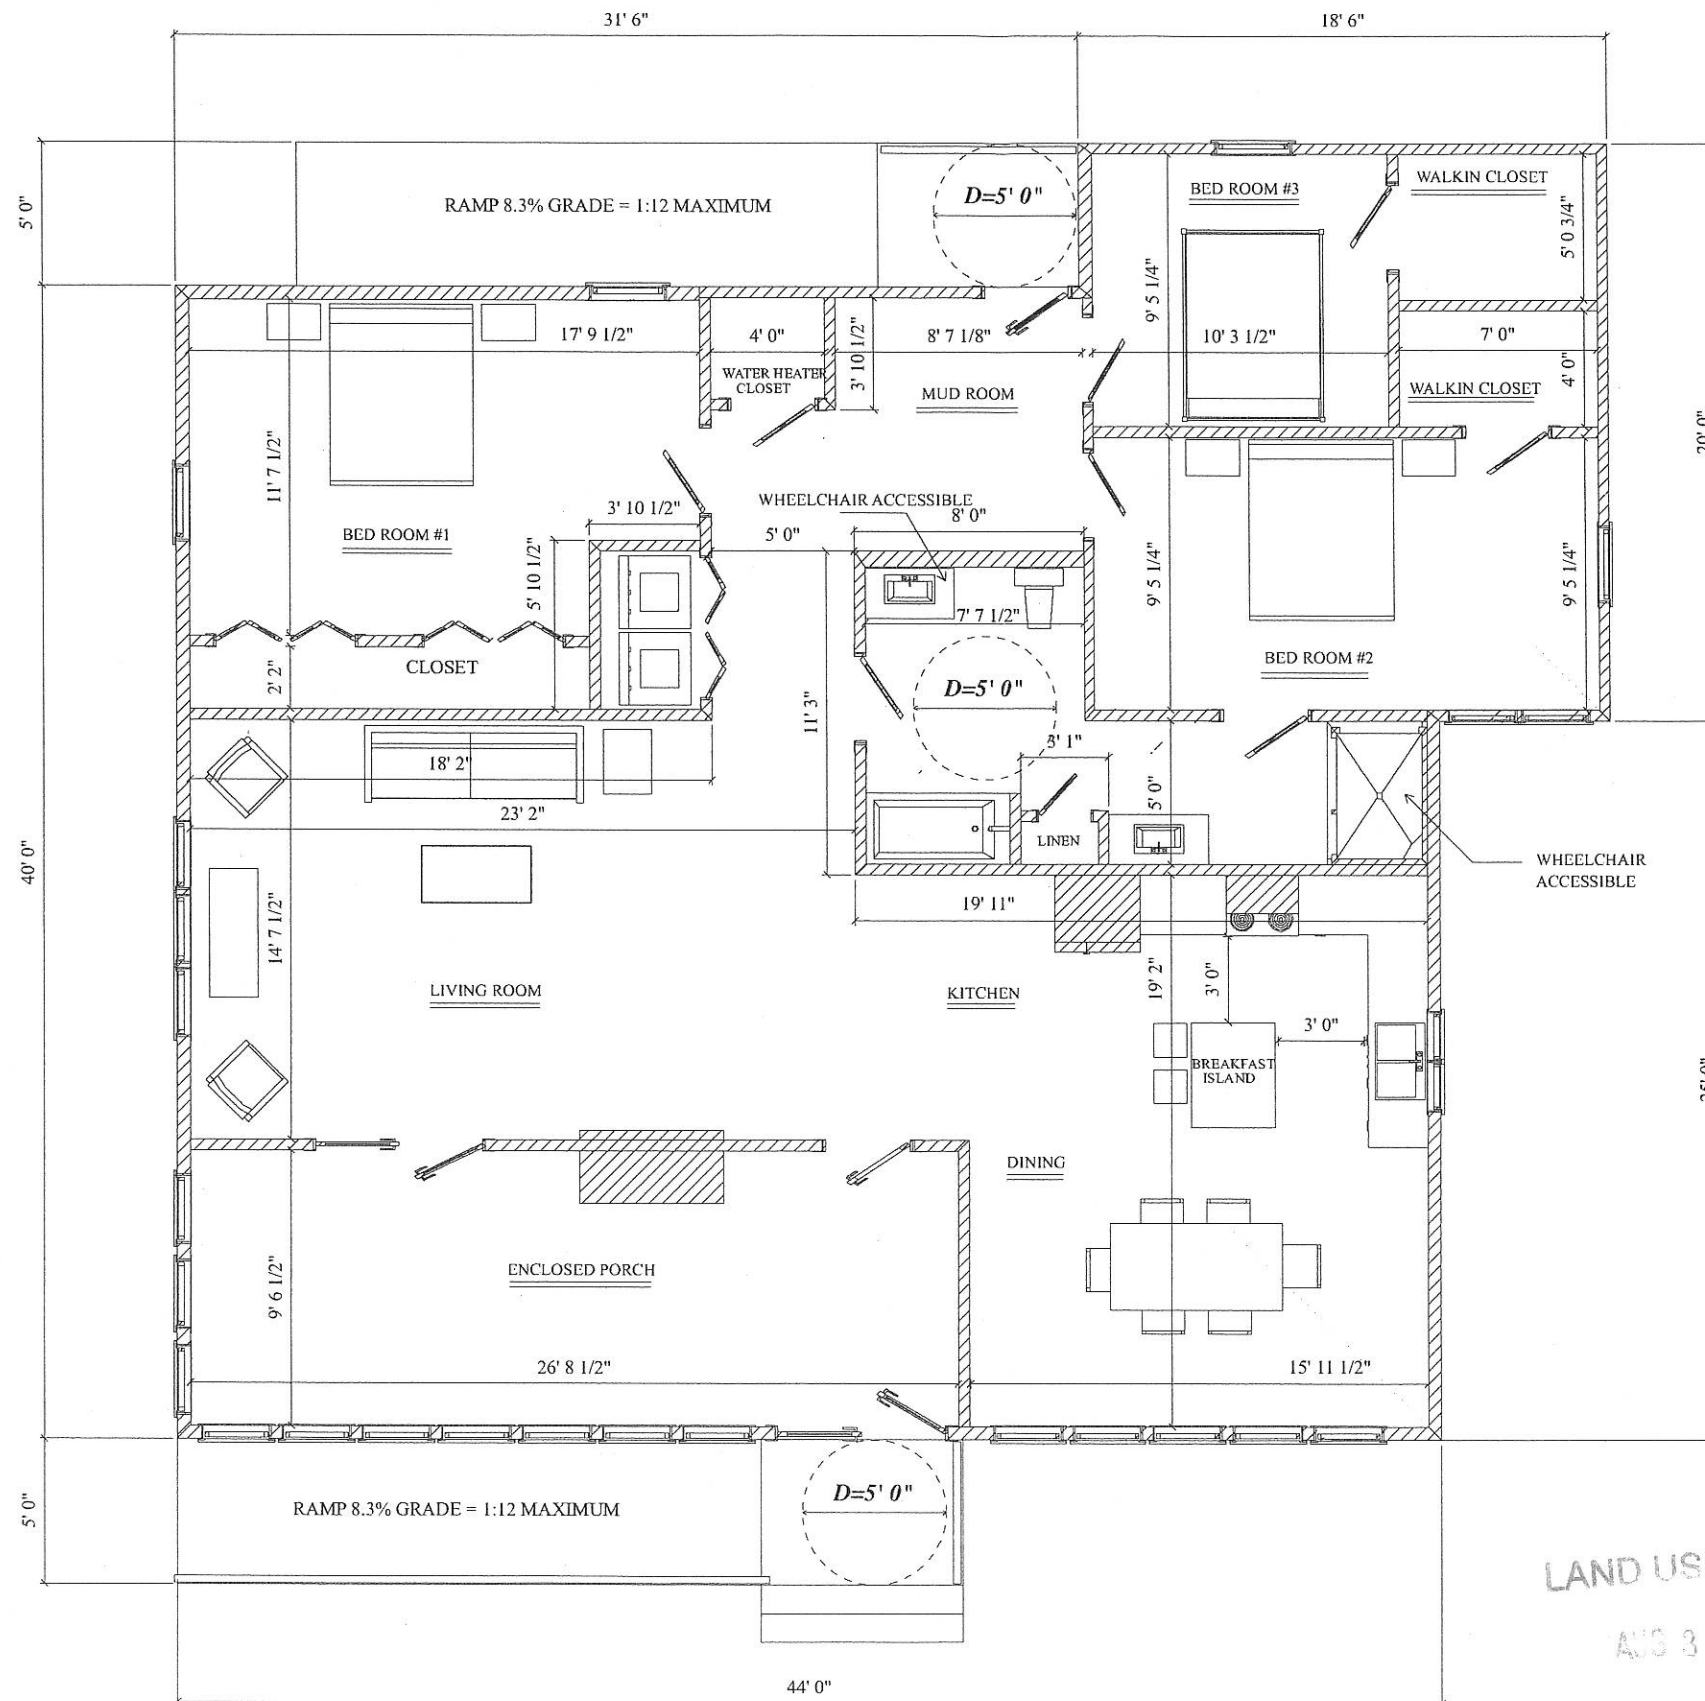 31' 6"
18' 6"
5' 0"
RAMP 8.3% GRADE = 1:12 MAXIMUM
D=5' 0"
BED ROOM #3
WALKIN CLOSET
5' 0 3/4"
9' 5 1/4"
17' 9 1/2"
4' 0"
3' 10 1/2"
8' 7 1/8"
10' 3 1/2"
7' 0"
4' 0"
WATER HEATER
CLOSET
MUD ROOM
WALKIN CLOSET
20' 0"
11' 7 1/2"
BED ROOM #1
3' 10 1/2"
WHEELCHAIR ACCESSIBLE
8' 0"
5' 0"
5' 10 1/2"
9' 5 1/4"
9' 5 1/4"
7' 7 1/2"
CLOSET
2' 2"
D=5' 0"
BED ROOM #2
11' 3"
18' 2"
3' 1"
5' 0"
23' 2"
LINEN
40' 0"
WHEELCHAIR
ACCESSIBLE
19' 11"
14' 7 1/2"
LIVING ROOM
KITCHEN
19' 2"
3' 0"
3' 0"
BREAKFAST
ISLAND
25' 0"
DINING
ENCLOSED PORCH
9' 6 1/2"
26' 8 1/2"
15' 11 1/2"
5' 0"
RAMP 8.3% GRADE = 1:12 MAXIMUM
D=5' 0"
LAND US
AUG 3
44' 0"